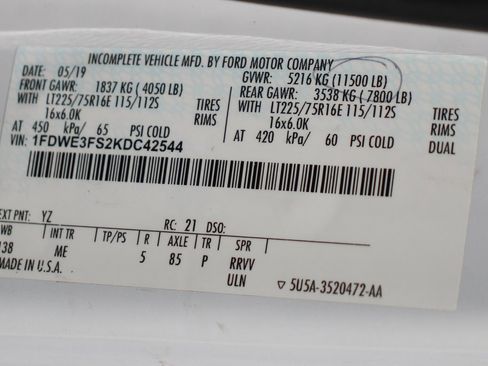 INCOMPLETE VEHICLE MFD. BY FORD MOTOR COMPANY
DATE: 05/19 GVWR: 5216 KG (11500 LB)
FRONT GAWR: 1837 KG ( 4050 LB) REAR GAWR: 3538 KG ( 7800 LB)
WITH LT225/75R16E 115/112S TIRES WITH LT225/75R16E 115/112S TIRES
16x6.0K RIMS 16x6.0K RIMS
AT 450 kPa/ 65 PSI COLD AT 420 kPa/ 60 PSI COLD DUAL
VIN: 1FDWE3FS2KDC42544
EXT PNT: YZ RC: 21 DSO:
WB INT TR TP/PS R AXLE TR SPR
138 ME 5 85 P RRVV
MADE IN U.S.A. ULN ▽ 5U5A-3520472-AA